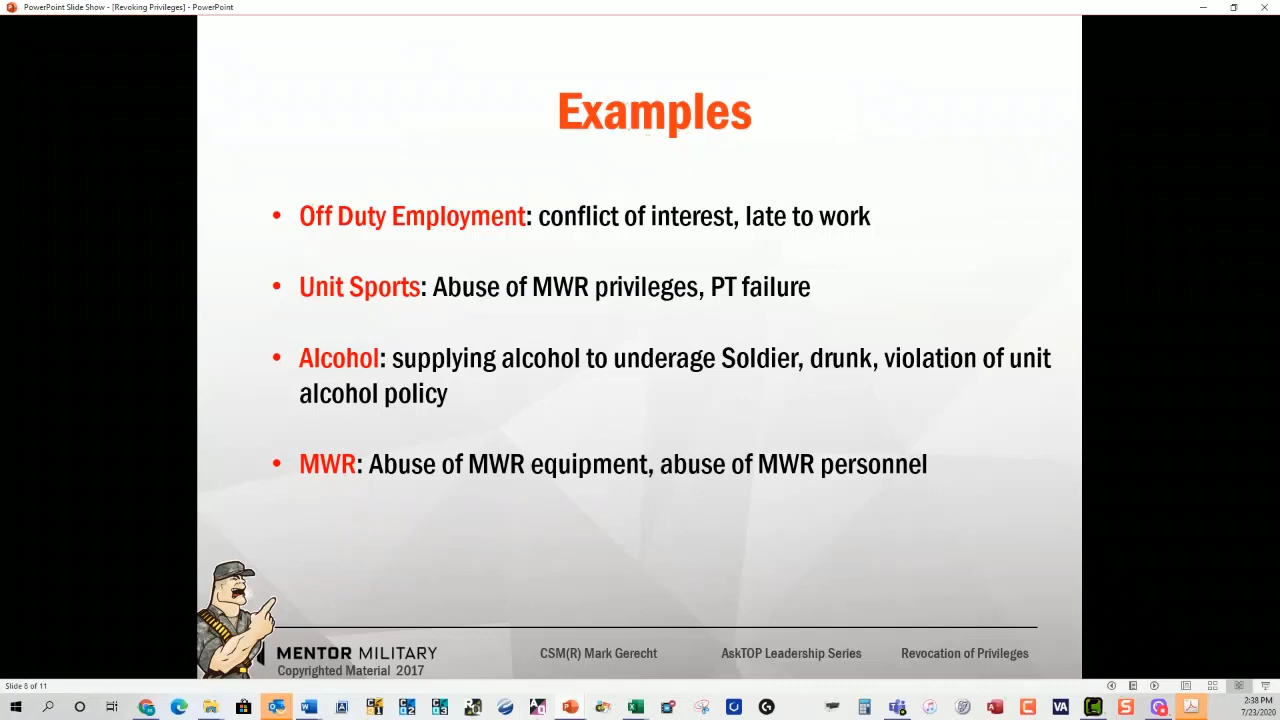 PowerPoint Slide Show - [Revoking Privileges] - PowerPoint
Examples
• Off Duty Employment: conflict of interest, late to work
• Unit Sports: Abuse of MWR privileges, PT failure
• Alcohol: supplying alcohol to underage Soldier, drunk, violation of unit
alcohol policy
• MWR: Abuse of MWR equipment, abuse of MWR personnel
MENTOR MILITARY CSM(R) Mark Gerecht AskTOP Leadership Series Revocation of Privileges
Copyrighted Material 2017
Slide 8 of 11
2:38 PM
7/23/2020